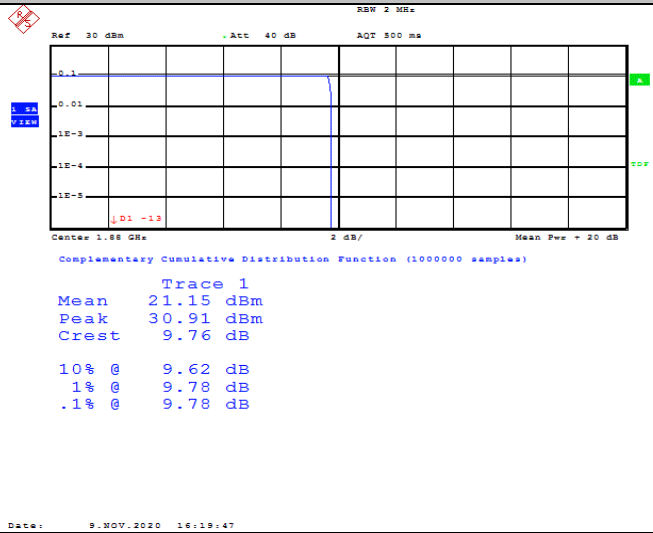 R
S
RBW 2 MHz
Ref 30 dBm Att 40 dB AQT 500 ms
0.1
A
0.01
1 SA
VIEW
1E-3
1E-4
TDF
1E-5
D1 -13
Center 1.88 GHz 2 dB/ Mean Pwr + 20 dB
Complementary Cumulative Distribution Function (1000000 samples)
Trace 1
Mean 21.15 dBm
Peak 30.91 dBm
Crest 9.76 dB
10% @ 9.62 dB
1% @ 9.78 dB
.1% @ 9.78 dB
Date: 9.NOV.2020 16:19:47